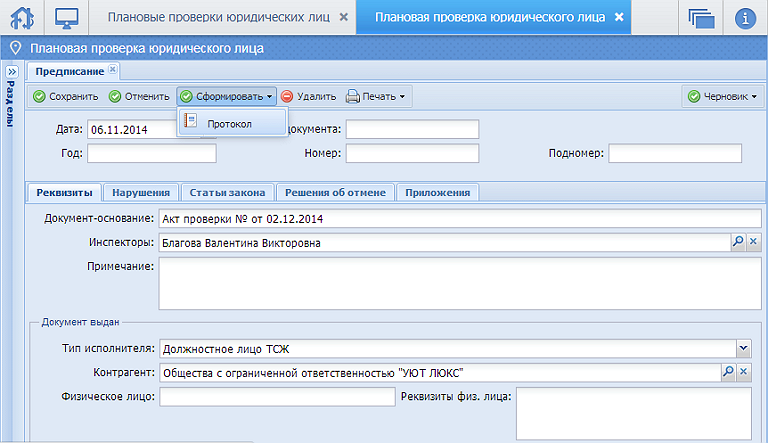 Плановые проверки юридических лиц
Плановая проверка юридического лица
Плановая проверка юридического лица
Разделы
Предписание
Сохранить Отменить Сформировать Удалить Печать Черновик
Протокол
Дата: 06.11.2014 документа:
Год: Номер: Подномер:
Реквизиты Нарушения Статьи закона Решения об отмене Приложения
Документ-основание: Акт проверки № от 02.12.2014
Инспекторы: Благова Валентина Викторовна
Примечание:
Документ выдан
Тип исполнителя: Должностное лицо ТСЖ
Контрагент: Общества с ограниченной ответственностью "УЮТ ЛЮКС"
Физическое лицо: Реквизиты физ. лица: